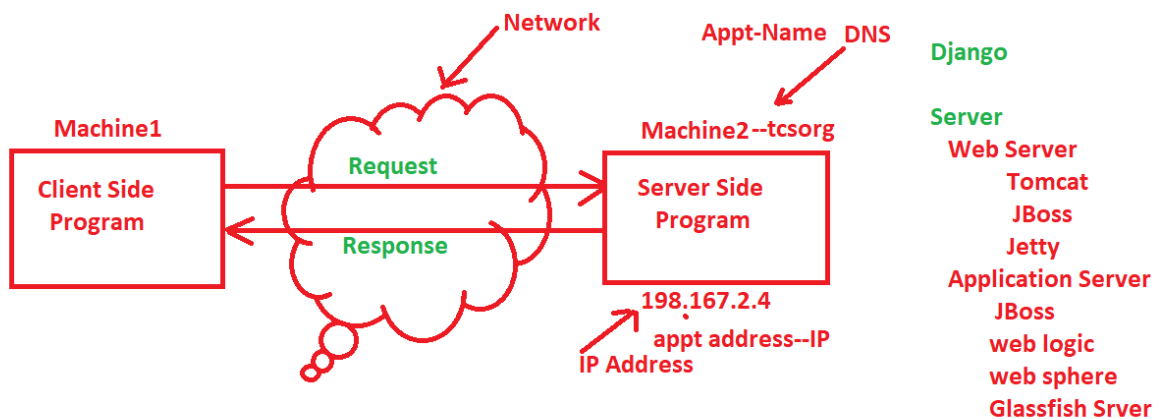 Network
Appt-Name DNS
Django
Machine1
Machine2--tcsorg
Server
Web Server
Request
Client Side
Program
Server Side
Program
Tomcat
JBoss
Response
Jetty
Application Server
198.167.2.4
JBoss
appt address--IP
web logic
IP Address
web sphere
Glassfish Srver